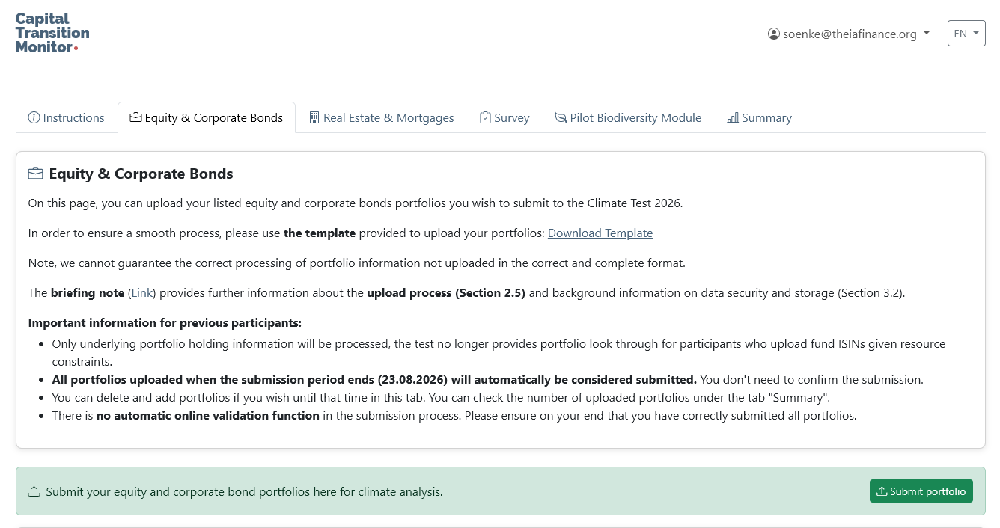 Capital
Transition
Monitor
soenke@theiafinance.org
EN
Instructions
Equity & Corporate Bonds
Real Estate & Mortgages
Survey
Pilot Biodiversity Module
Summary
Equity & Corporate Bonds
On this page, you can upload your listed equity and corporate bonds portfolios you wish to submit to the Climate Test 2026.
In order to ensure a smooth process, please use the template provided to upload your portfolios: Download Template
Note, we cannot guarantee the correct processing of portfolio information not uploaded in the correct and complete format.
The briefing note (Link) provides further information about the upload process (Section 2.5) and background information on data security and storage (Section 3.2).
Important information for previous participants:
Only underlying portfolio holding information will be processed, the test no longer provides portfolio look through for participants who upload fund ISINs given resource
constraints.
All portfolios uploaded when the submission period ends (23.08.2026) will automatically be considered submitted. You don't need to confirm the submission.
You can delete and add portfolios if you wish until that time in this tab. You can check the number of uploaded portfolios under the tab "Summary".
There is no automatic online validation function in the submission process. Please ensure on your end that you have correctly submitted all portfolios.
Submit your equity and corporate bond portfolios here for climate analysis.
Submit portfolio